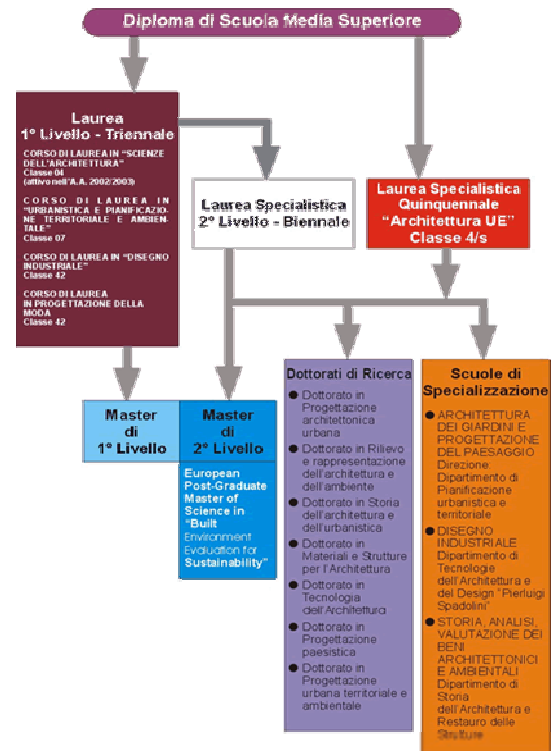 Diploma di Scuola Media Superiore
Laurea
1° Livello - Triennale
CORSO DI LAUREA IN "SCIENZE
DELL'ARCHITETTURA"
Classe 04
(attivo nell'A.A. 2002/2003)
CORSO DI LAUREA IN
"URBANISTICA E PIANIFICAZIO-
NE TERRITORIALE E AMBIEN-
TALE"
Classe 07
CORSO DI LAUREA IN "DISEGNO
INDUSTRIALE"
Classe 42
CORSO DI LAUREA
IN PROGETTAZIONE DELLA
MODA
Classe 42
Laurea Specialistica
2° Livello - Biennale
Laurea Specialistica
Quinquennale
"Architettura UE"
Classe 4/s
Master
di
1° Livello
Master
di
2° Livello
European
Post-Graduate
Master of
Science in
"Built
Environment
Evaluation for
Sustainability"
Dottorati di Ricerca
● Dottorato in
Progettazione
architettonica
urbana
● Dottorato in Rilievo
e rappresentazione
dell'architettura e
dell'ambiente
● Dottorato in Storia
dell'architettura e
dell'urbanistica
● Dottorato in
Materiali e Strutture
per l'Architettura
● Dottorato in
Tecnologia
dell'Architettura
● Dottorato in
Progettazione
paesistica
● Dottorato in
Progettazione
urbana territoriale e
ambientale
Scuole di
Specializzazione
● ARCHITETTURA
DEI GIARDINI E
PROGETTAZIONE
DEL PAESAGGIO
Direzione:
Dipartimento di
Pianificazione
urbanistica e
territoriale
● DISEGNO
INDUSTRIALE
Dipartimento di
Tecnologie
dell'Architettura e
del Design "Pierluigi
Spadolini"
● STORIA, ANALISI,
VALUTAZIONE DEI
BENI
ARCHITETTONICI
E AMBIENTALI
Dipartimento di
Storia
dell'Architettura e
Restauro delle
Strutture